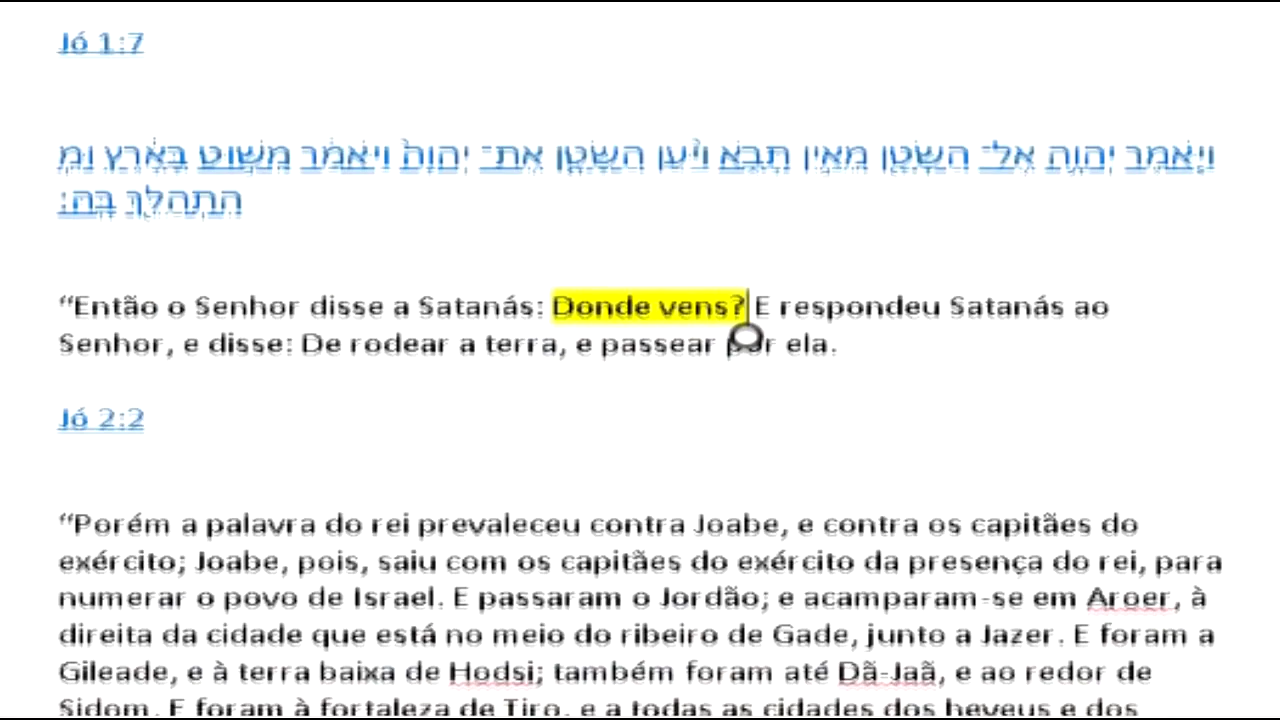 Jó 1:7
וַיֹּ֧אמֶר יְהוָ֛ה אֶל־ הַשָּׂטָ֖ן מֵאַ֣יִן תָּבֹ֑א וַיַּ֨עַן הַשָּׂטָ֤ן אֶת־ יְהוָה֙ וַיֹּאמַ֔ר מִשּׁ֣וּט בָּאָ֔רֶץ וּמֵ
הִתְהַלֵּ֖ךְ בָּֽהּ׃
“Então o Senhor disse a Satanás: Donde vens? E respondeu Satanás ao
Senhor, e disse: De rodear a terra, e passear por ela.
Jó 2:2
“Porém a palavra do rei prevaleceu contra Joabe, e contra os capitães do
exército; Joabe, pois, saiu com os capitães do exército da presença do rei, para
numerar o povo de Israel. E passaram o Jordão; e acamparam-se em Aroer, à
direita da cidade que está no meio do ribeiro de Gade, junto a Jazer. E foram a
Gileade, e à terra baixa de Hodsi; também foram até Dã-Jaã, e ao redor de
Sidom. E foram à fortaleza de Tiro, e a todas as cidades dos heveus e dos